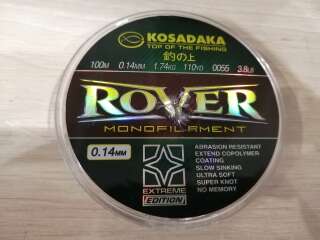 KOSADAKA
TOP OF THE FISHING
釣の上
100M 0.14MM 1.74KG 110YD 0055 3.8LB
ROVER
MONOFILAMENT
0.14MM
ABRASION RESISTANT
EXTEND COPOLYMER
COATING
SLOW SINKING
ULTRA SOFT
SUPER KNOT
NO MEMORY
EXTREME
EDITION